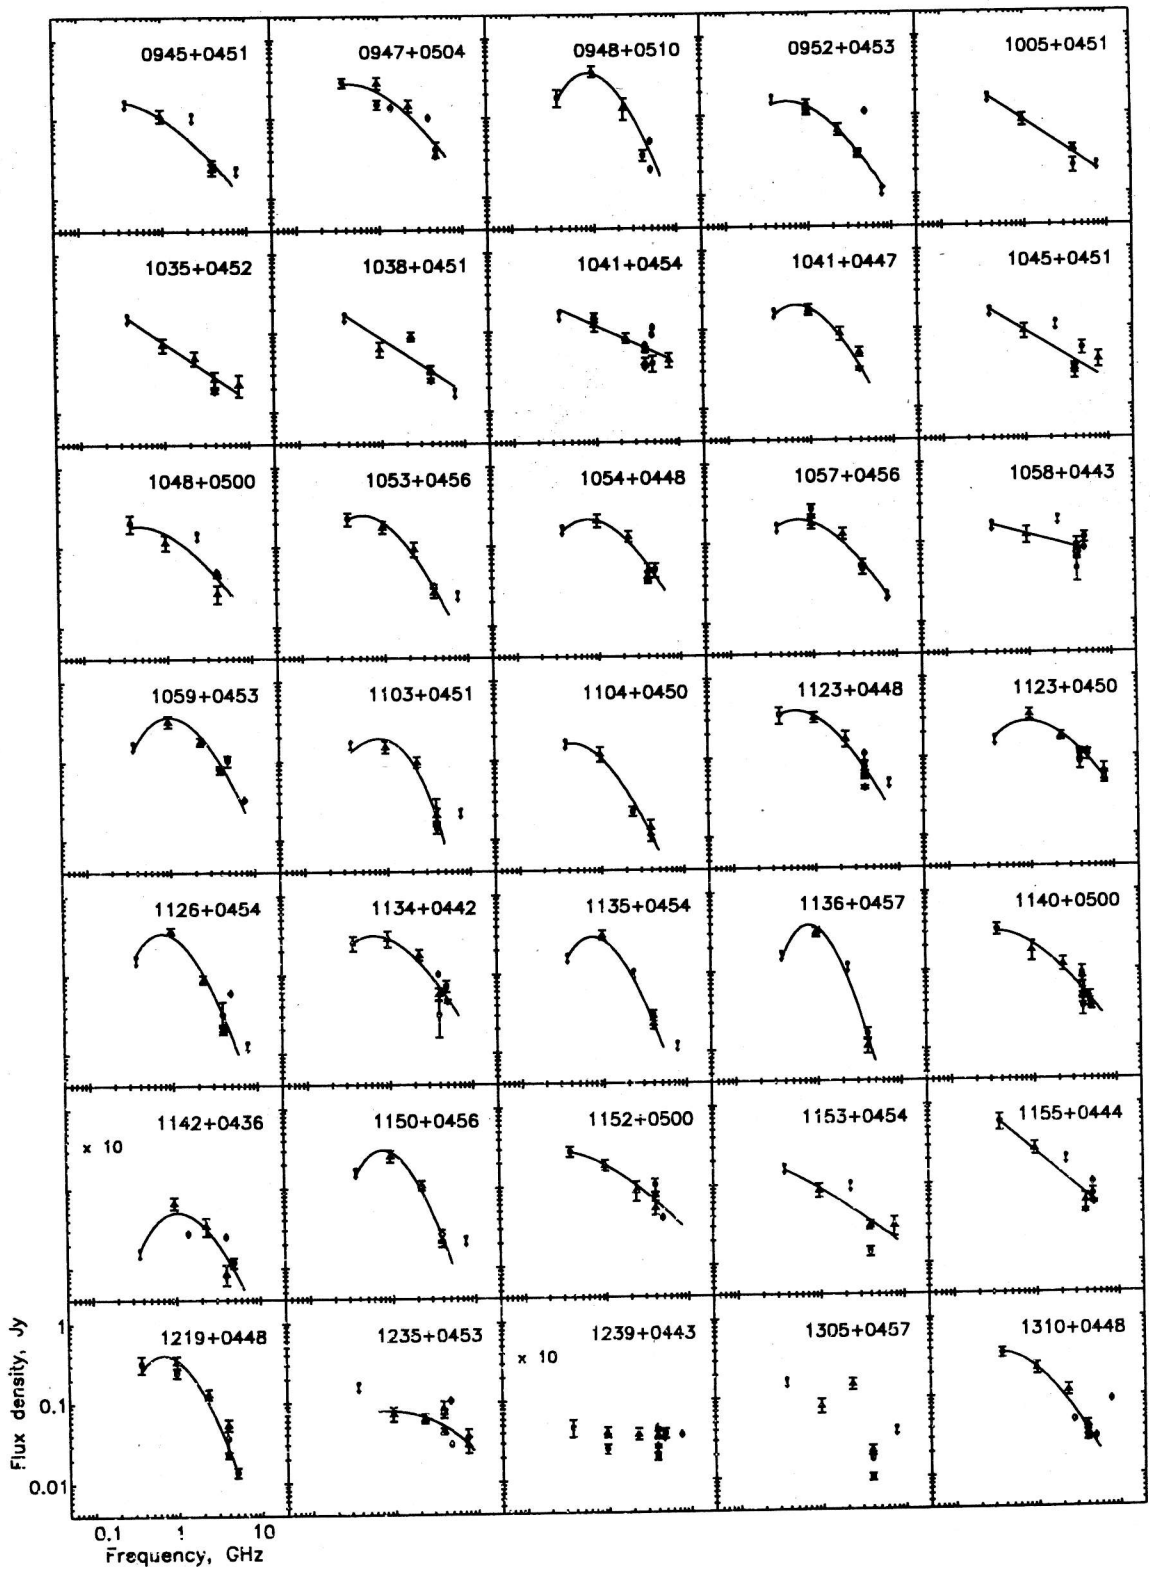 0945+0451 0947+0504 0948+0510 0952+0453 1005+0451
1035+0452 1038+0451 1041+0454 1041+0447 1045+0451
1048+0500 1053+0456 1054+0448 1057+0456 1058+0443
1059+0453 1103+0451 1104+0450 1123+0448 1123+0450
1126+0454 1134+0442 1135+0454 1136+0457 1140+0500
1142+0436 1150+0456 1152+0500 1153+0454 1155+0444
x 10
1219+0448 1235+0453 1239+0443 1305+0457 1310+0448
x 10
1
0.1
0.01
Flux density, Jy
0.1 1 10
Frequency, GHz